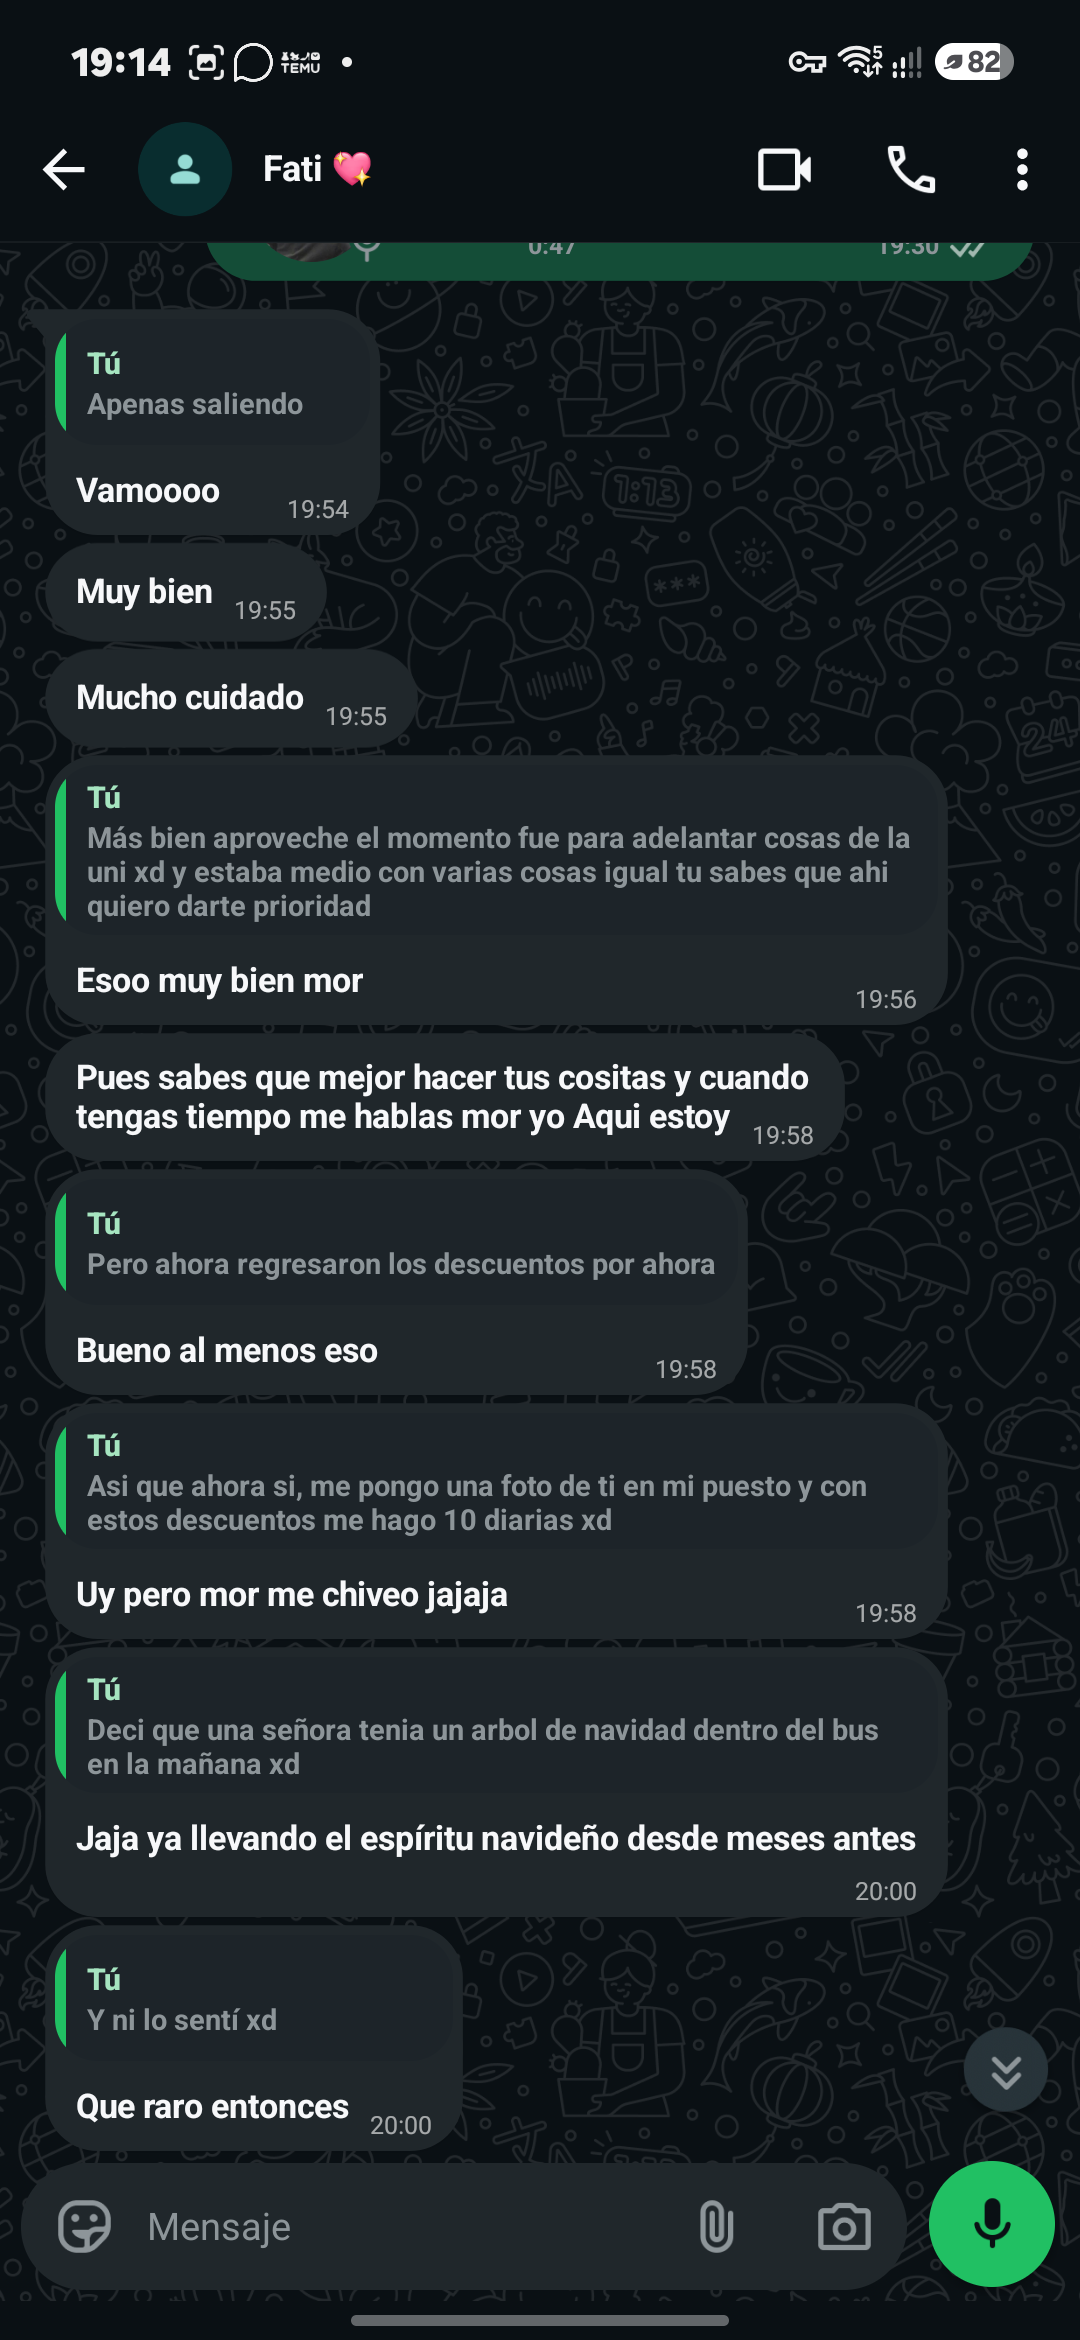 19:14 TEMU 5 82
Fati
0:47 19:30
Tú
Apenas saliendo
Vamoooo 19:54
Muy bien 19:55
Mucho cuidado 19:55
Tú
Más bien aproveche el momento fue para adelantar cosas de la
uni xd y estaba medio con varias cosas igual tu sabes que ahi
quiero darte prioridad
Esoo muy bien mor
19:56
Pues sabes que mejor hacer tus cositas y cuando
tengas tiempo me hablas mor yo Aqui estoy 19:58
Tú
Pero ahora regresaron los descuentos por ahora
Bueno al menos eso
19:58
Tú
Asi que ahora si, me pongo una foto de ti en mi puesto y con
estos descuentos me hago 10 diarias xd
Uy pero mor me chiveo jajaja
19:58
Tú
Deci que una señora tenia un arbol de navidad dentro del bus
en la mañana xd
Jaja ya llevando el espíritu navideño desde meses antes
20:00
Tú
Y ni lo sentí xd
Que raro entonces 20:00
Mensaje